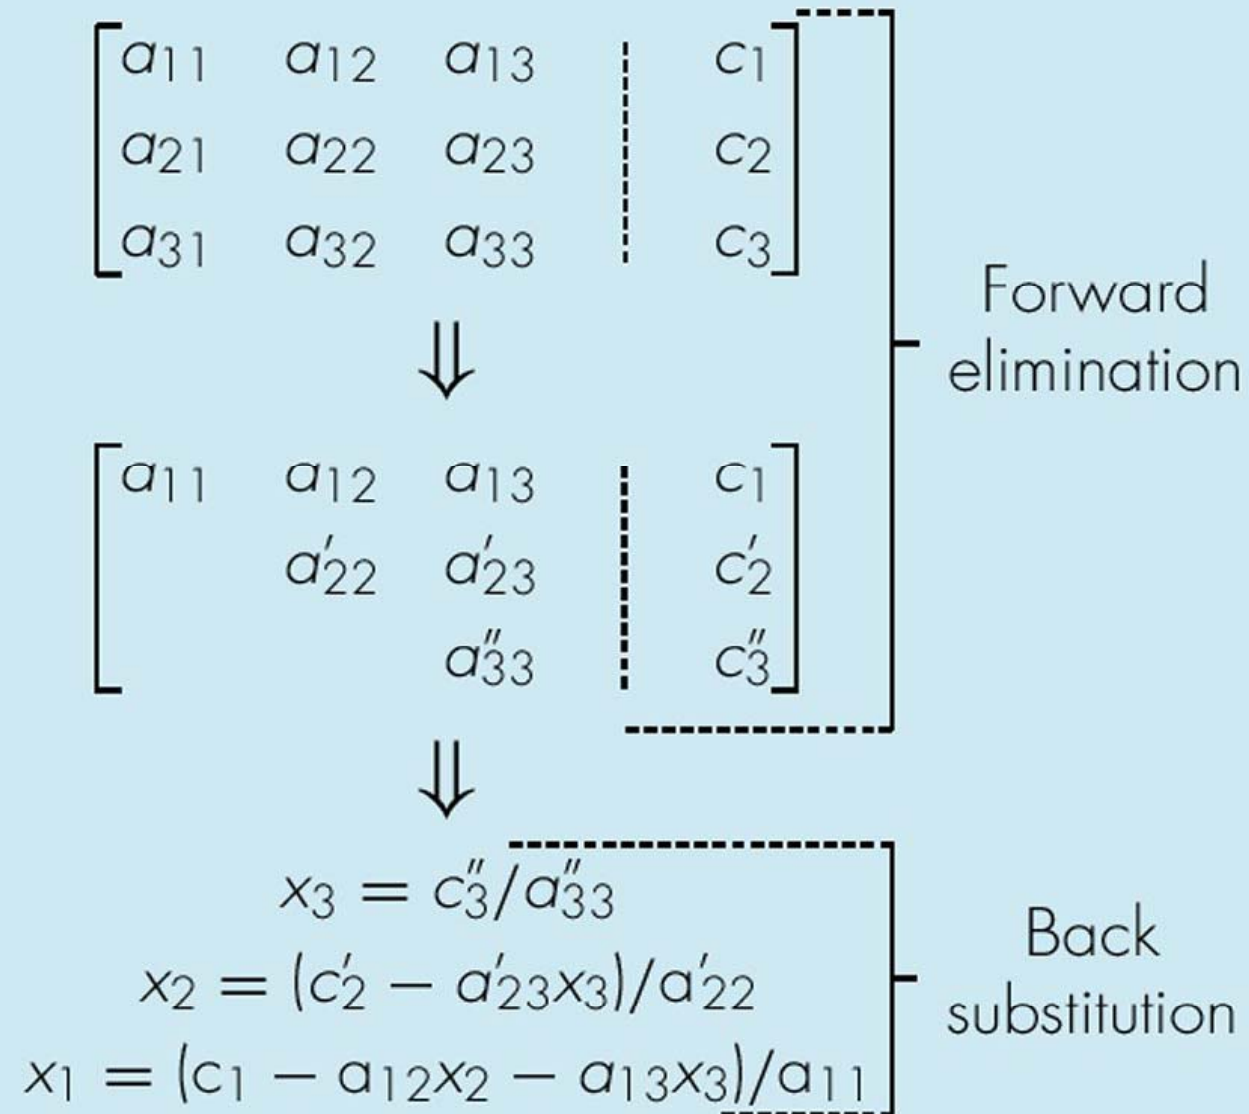 a11 a12 a13 c1
a21 a22 a23 c2
a31 a32 a33 c3
Forward
elimination
⇓
a11 a12 a13 c1
a′22 a′23 c′2
a″33 c″3
⇓
x3 = c″3/a″33
x2 = (c′2 − a′23x3)/a′22
x1 = (c1 − a12x2 − a13x3)/a11
Back
substitution